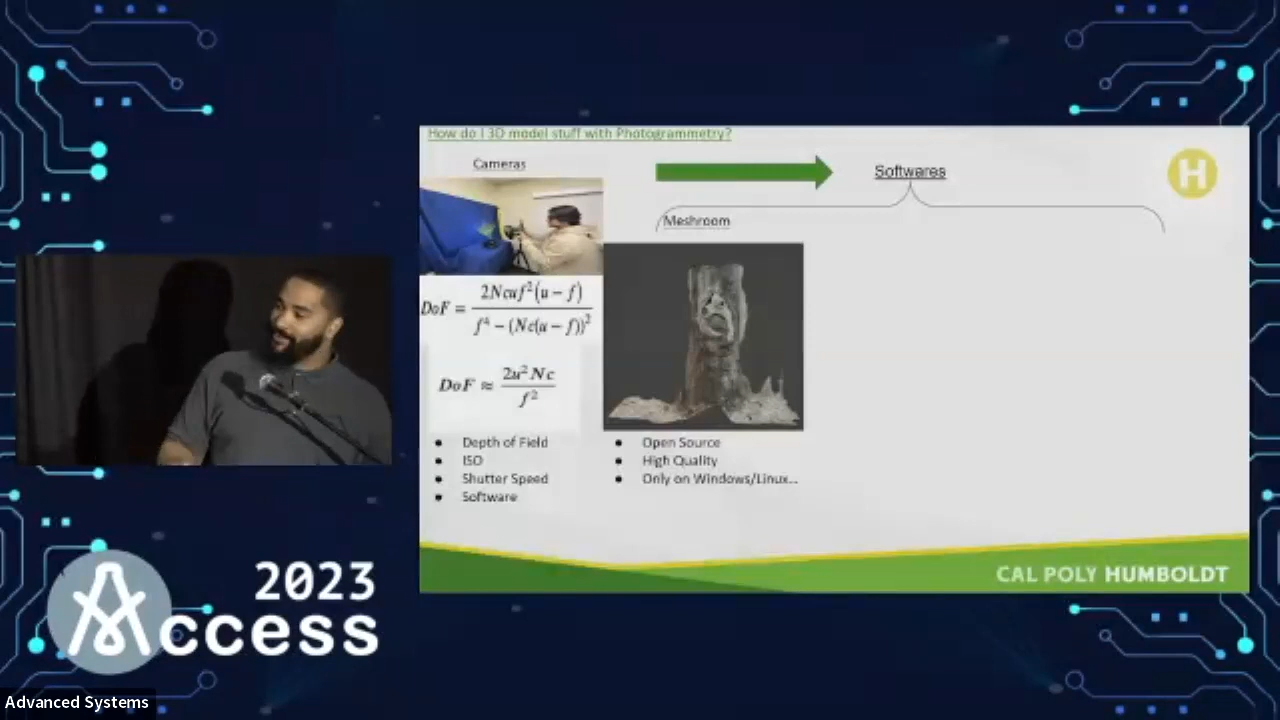 How do I 3D model stuff with Photogrammetry?
Cameras
Softwares
H
Meshroom
DoF = 2Ncuf²(u − f) / f⁴ − (Nc(u − f))²
DoF ≈ 2u²Nc / f²
• Depth of Field
• ISO
• Shutter Speed
• Software
• Open Source
• High Quality
• Only on Windows/Linux...
CAL POLY HUMBOLDT
2023
Access
Advanced Systems